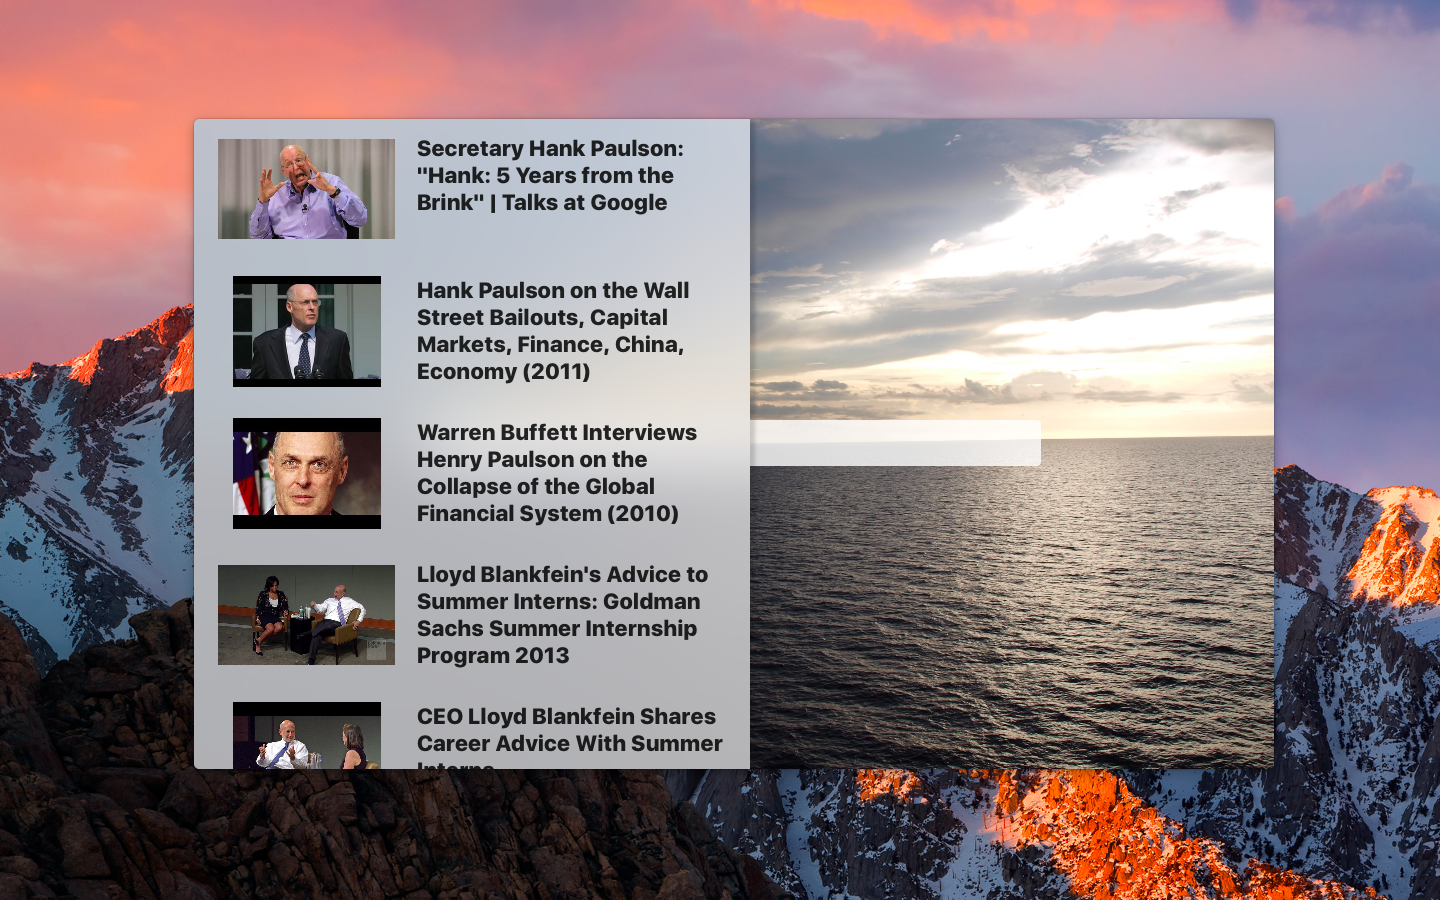 Secretary Hank Paulson:
"Hank: 5 Years from the
Brink" | Talks at Google
Hank Paulson on the Wall
Street Bailouts, Capital
Markets, Finance, China,
Economy (2011)
Warren Buffett Interviews
Henry Paulson on the
Collapse of the Global
Financial System (2010)
Lloyd Blankfein's Advice to
Summer Interns: Goldman
Sachs Summer Internship
Program 2013
CEO Lloyd Blankfein Shares
Career Advice With Summer
Interns